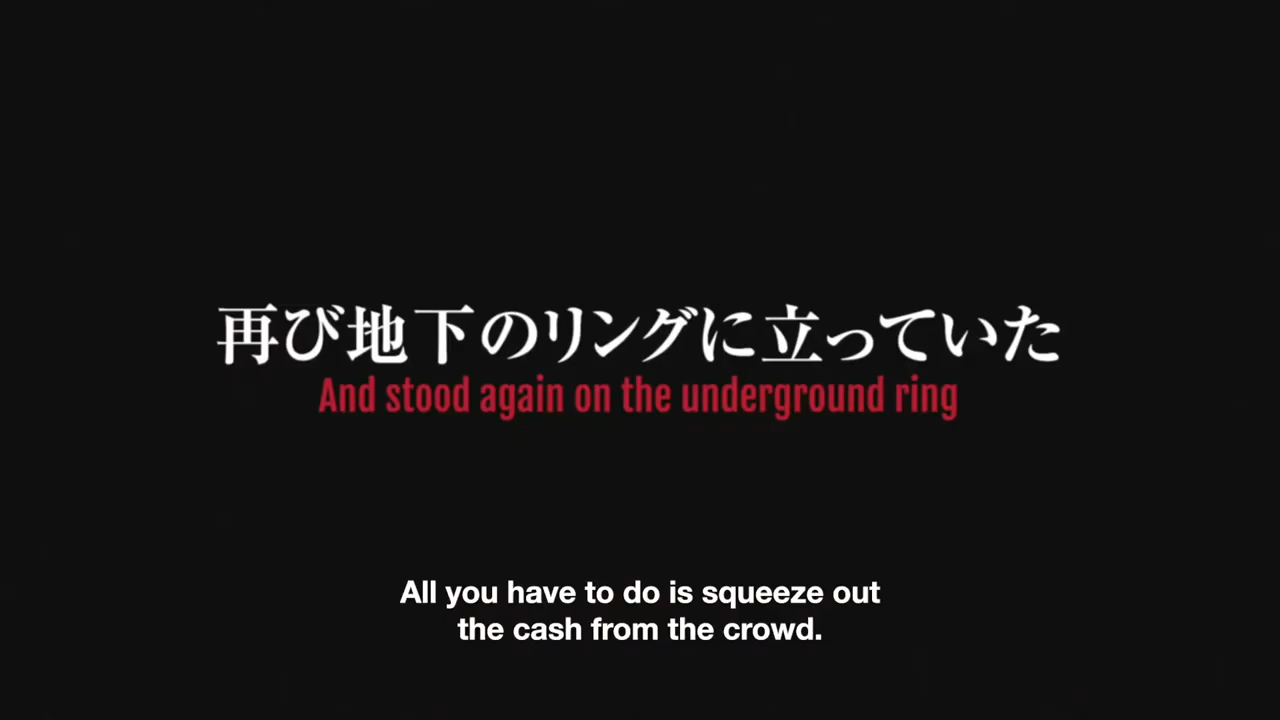 再び地下のリングに立っていた
And stood again on the underground ring
All you have to do is squeeze out
the cash from the crowd.